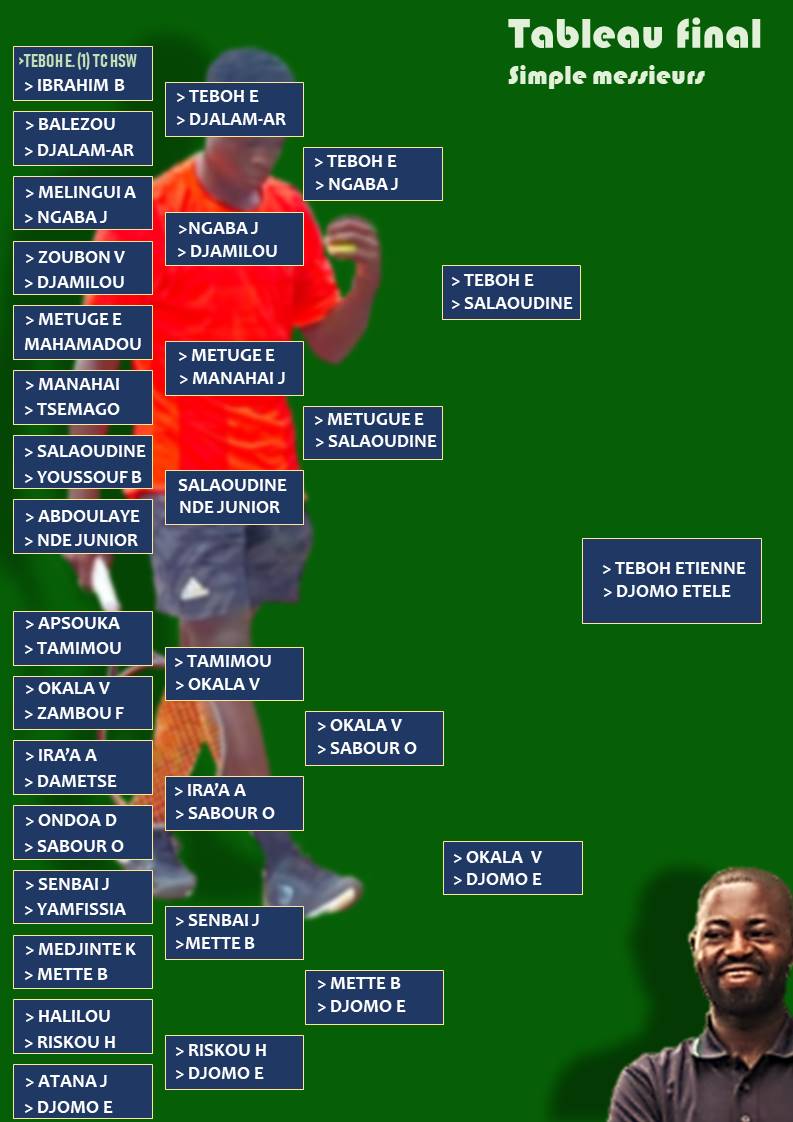 Tableau final
Simple messieurs
>TEBOH E. (1) TC HSW
> IBRAHIM B
> BALEZOU
> DJALAM-AR
> MELINGUI A
> NGABA J
> ZOUBON V
> DJAMILOU
> METUGE E
MAHAMADOU
> MANAHAI
> TSEMAGO
> SALAOUDINE
> YOUSSOUF B
> ABDOULAYE
> NDE JUNIOR
> APSOUKA
> TAMIMOU
> OKALA V
> ZAMBOU F
> IRA’A A
> DAMETSE
> ONDOA D
> SABOUR O
> SENBAI J
> YAMFISSIA
> MEDJINTE K
> METTE B
> HALILOU
> RISKOU H
> ATANA J
> DJOMO E
> TEBOH E
> DJALAM-AR
>NGABA J
> DJAMILOU
> METUGE E
> MANAHAI J
SALAOUDINE
NDE JUNIOR
> TAMIMOU
> OKALA V
> IRA’A A
> SABOUR O
> SENBAI J
>METTE B
> RISKOU H
> DJOMO E
> TEBOH E
> NGABA J
> METUGUE E
> SALAOUDINE
> OKALA V
> SABOUR O
> METTE B
> DJOMO E
> TEBOH E
> SALAOUDINE
> OKALA  V
> DJOMO E
> TEBOH ETIENNE
> DJOMO ETELE